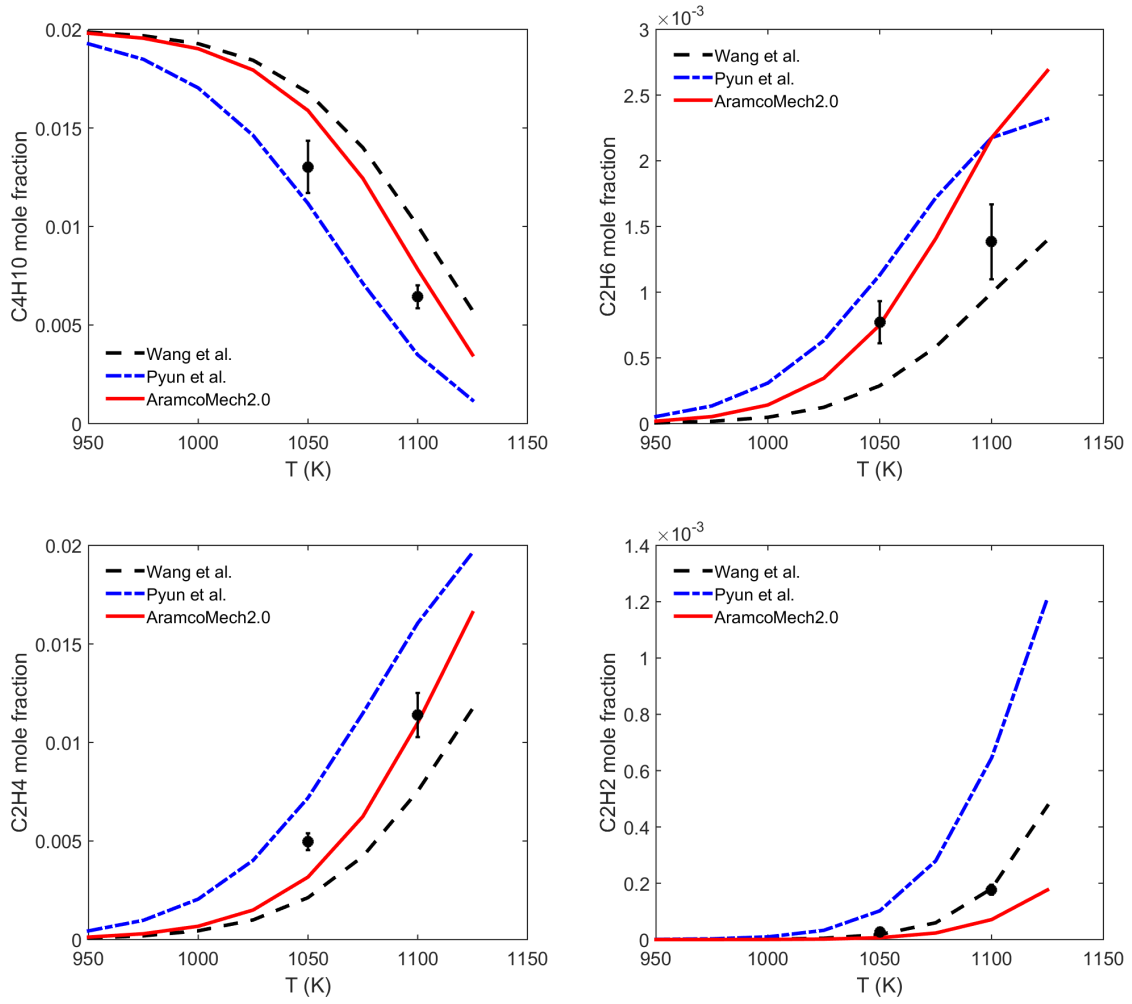 C4H10 mole fraction
0.02
0.015
0.01
0.005
0
Wang et al.
Pyun et al.
AramcoMech2.0
950
1000
1050
1100
1150
T (K)
×10⁻³
C2H6 mole fraction
3
2.5
2
1.5
1
0.5
0
Wang et al.
Pyun et al.
AramcoMech2.0
950
1000
1050
1100
1150
T (K)
C2H4 mole fraction
0.02
0.015
0.01
0.005
0
Wang et al.
Pyun et al.
AramcoMech2.0
950
1000
1050
1100
1150
T (K)
×10⁻³
C2H2 mole fraction
1.4
1.2
1
0.8
0.6
0.4
0.2
0
Wang et al.
Pyun et al.
AramcoMech2.0
950
1000
1050
1100
1150
T (K)